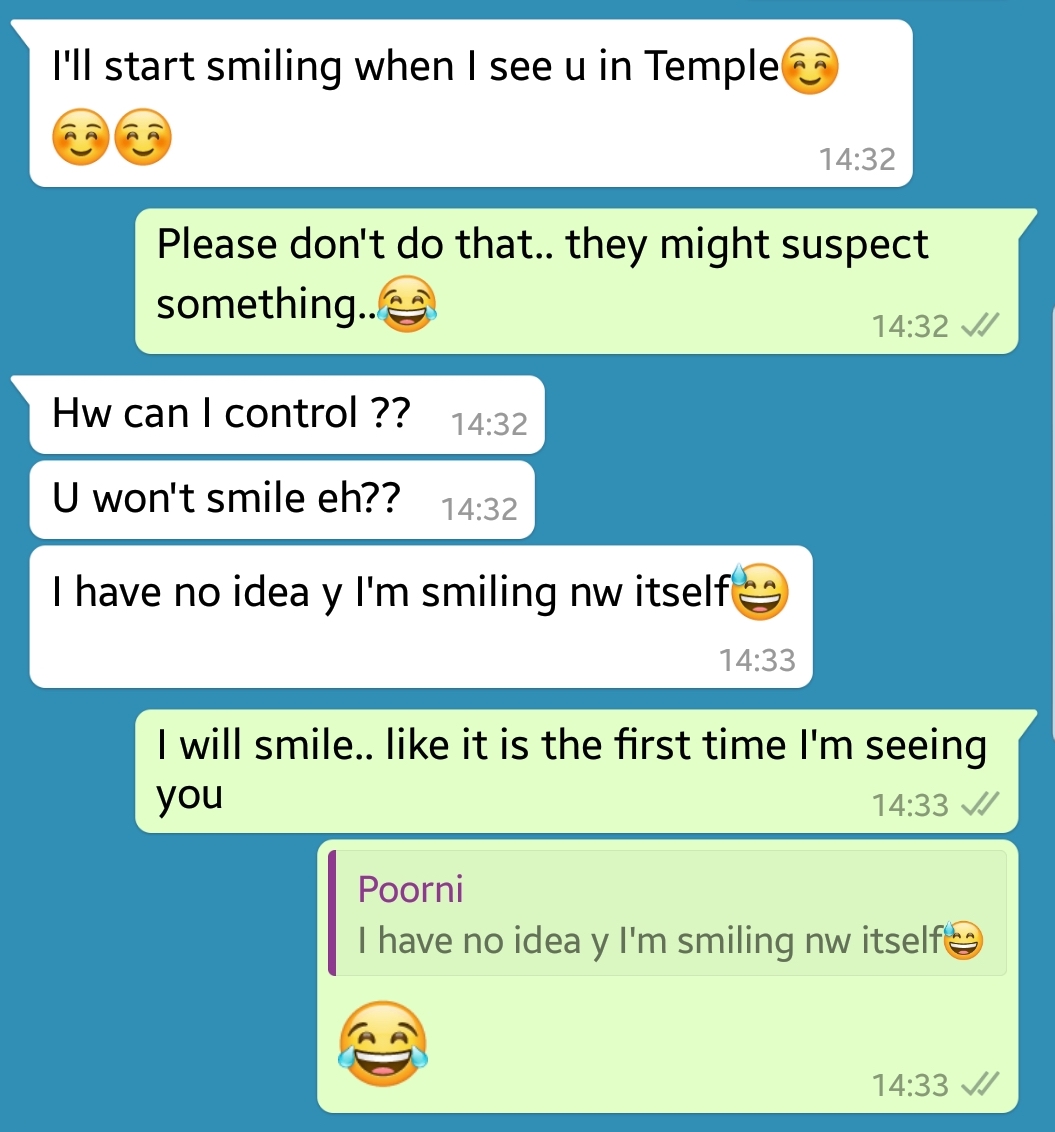 I'll start smiling when I see u in Temple☺️
☺️☺️
14:32
Please don't do that.. they might suspect
something..😂
14:32
Hw can I control ??
14:32
U won't smile eh??
14:32
I have no idea y I'm smiling nw itself😅
14:33
I will smile.. like it is the first time I'm seeing
you
14:33
Poorni
I have no idea y I'm smiling nw itself😅
😂
14:33